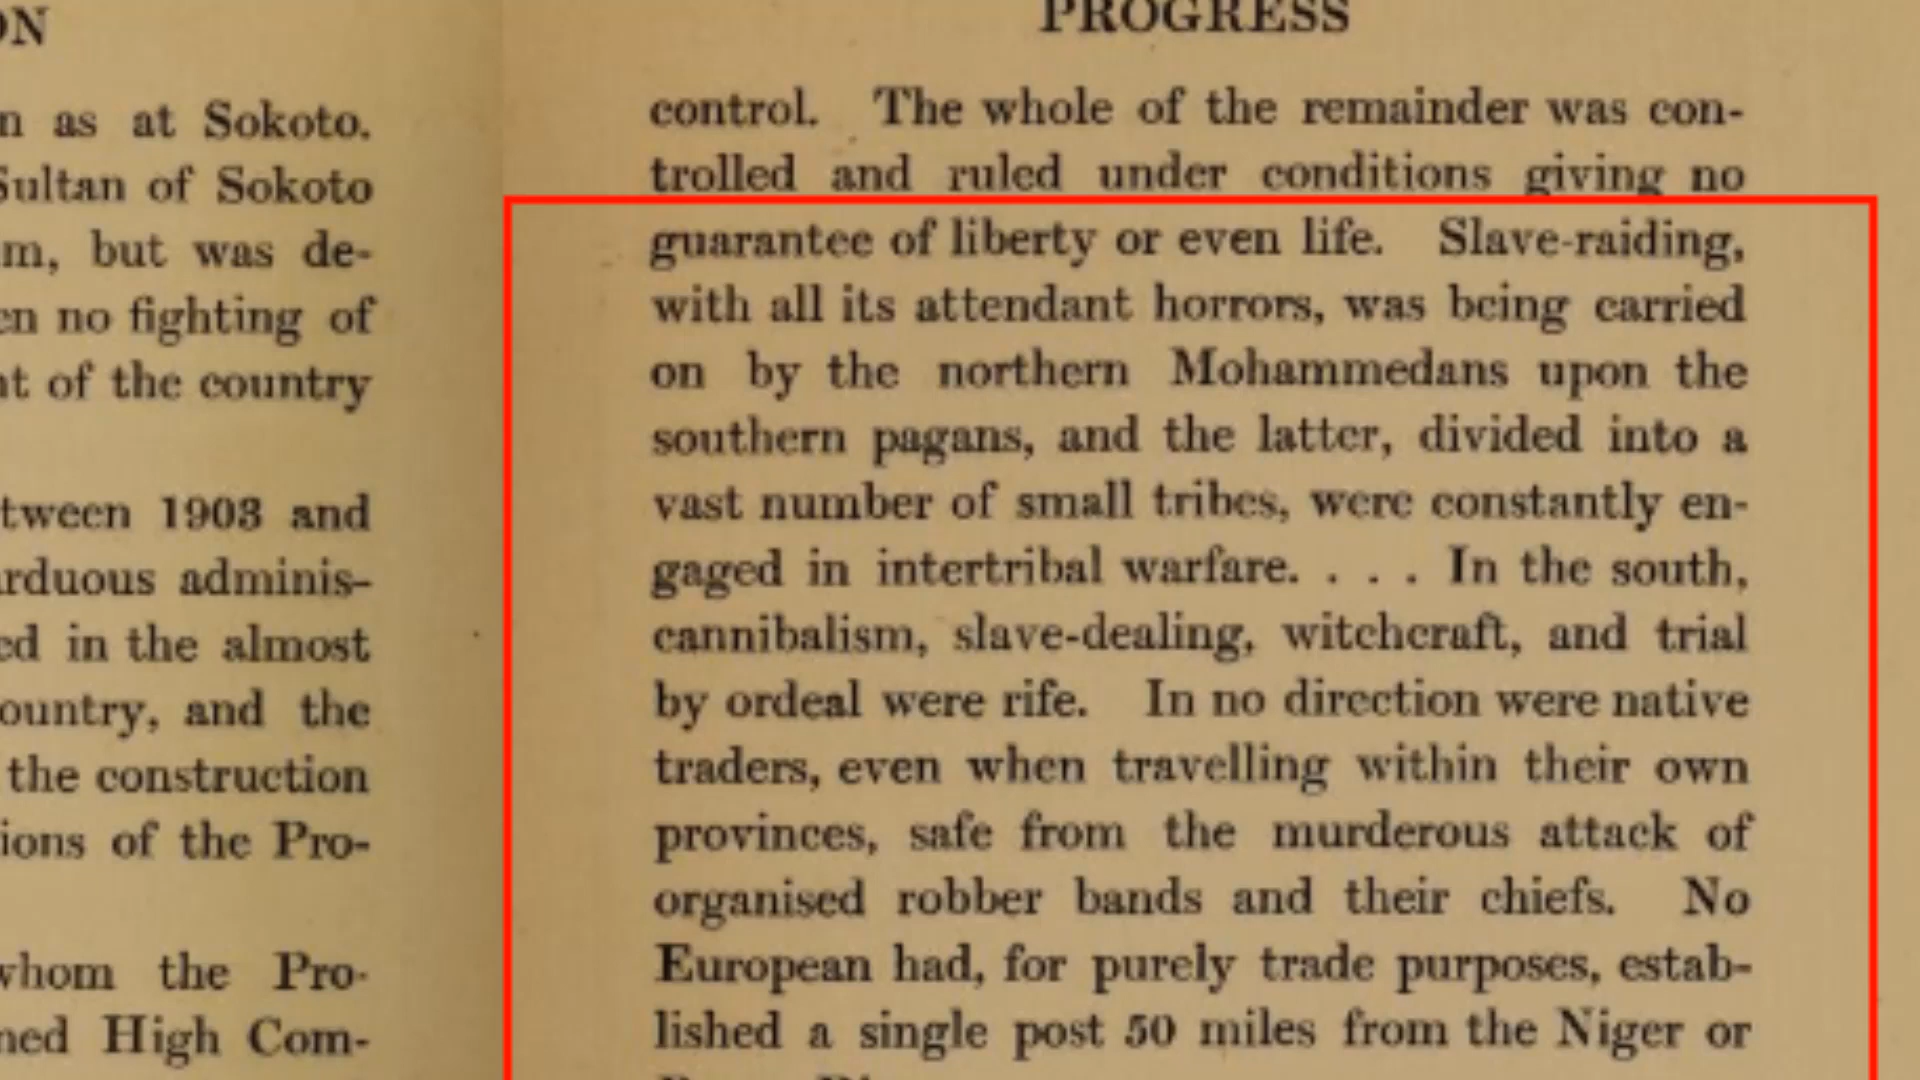 ON
n as at Sokoto.
Sultan of Sokoto
m, but was de-
en no fighting of
nt of the country
tween 1903 and
rduous adminis-
ed in the almost
ountry, and the
the construction
ions of the Pro-
whom the Pro-
ned High Com-
PROGRESS
control. The whole of the remainder was con-
trolled and ruled under conditions giving no
guarantee of liberty or even life. Slave-raiding,
with all its attendant horrors, was being carried
on by the northern Mohammedans upon the
southern pagans, and the latter, divided into a
vast number of small tribes, were constantly en-
gaged in intertribal warfare. . . . In the south,
cannibalism, slave-dealing, witchcraft, and trial
by ordeal were rife. In no direction were native
traders, even when travelling within their own
provinces, safe from the murderous attack of
organised robber bands and their chiefs. No
European had, for purely trade purposes, estab-
lished a single post 50 miles from the Niger or